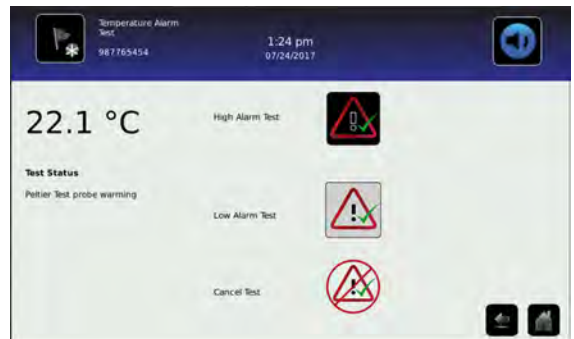 Temperature Alarm
Test
987765454
1:24 pm
07/24/2017
22.1 °C
High Alarm Test
Test Status
Peltier Test probe warming
Low Alarm Test
Cancel Test